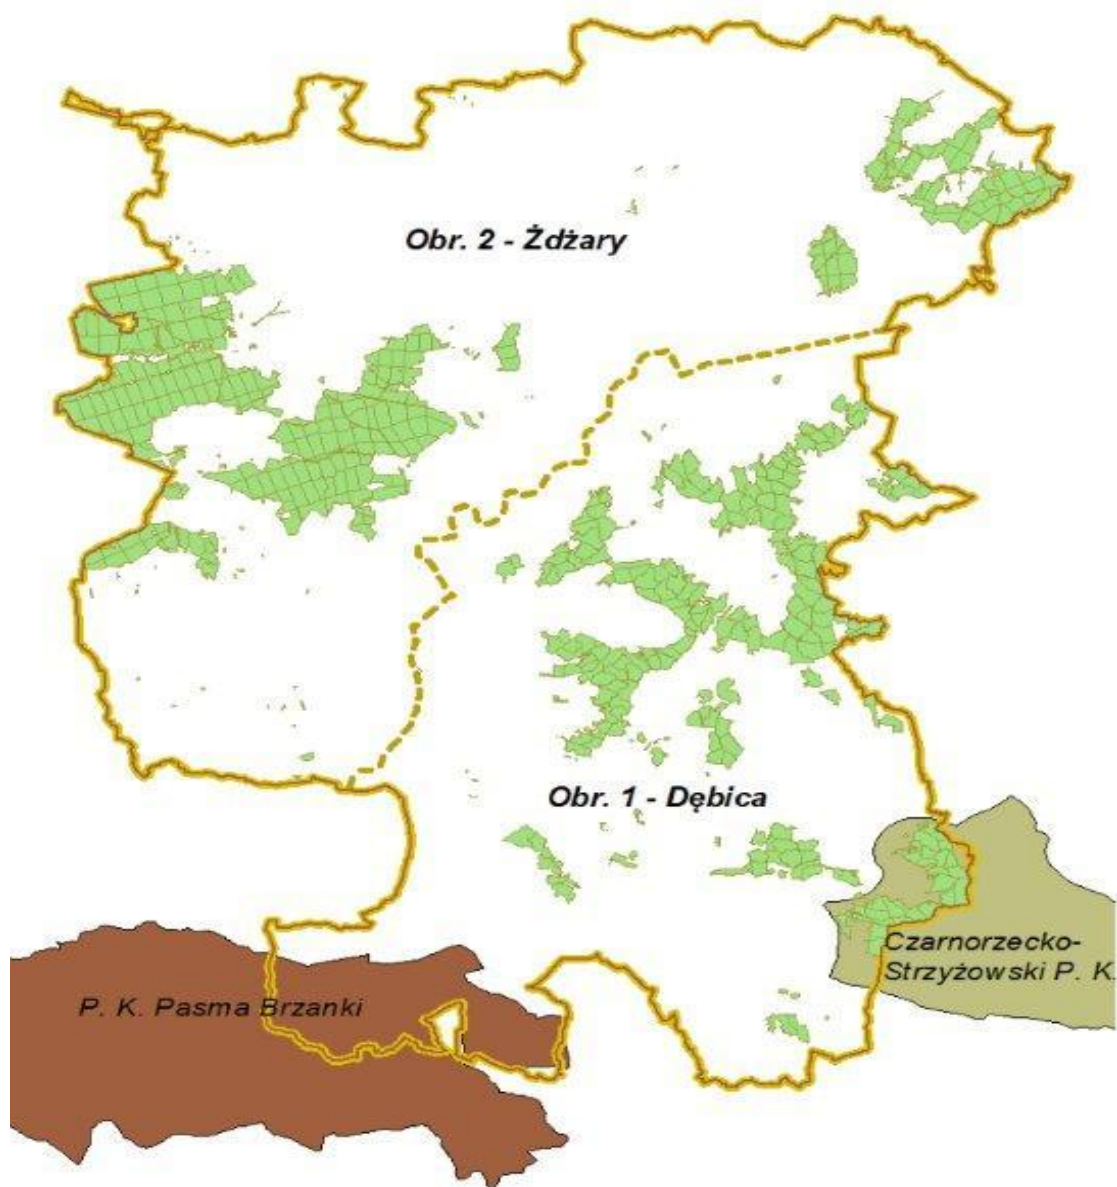 Obr. 2 - Żdżary
Obr. 1 - Dębica
Czarnorzecko-
Strzyżowski P. K.
P. K. Pasma Brzanki